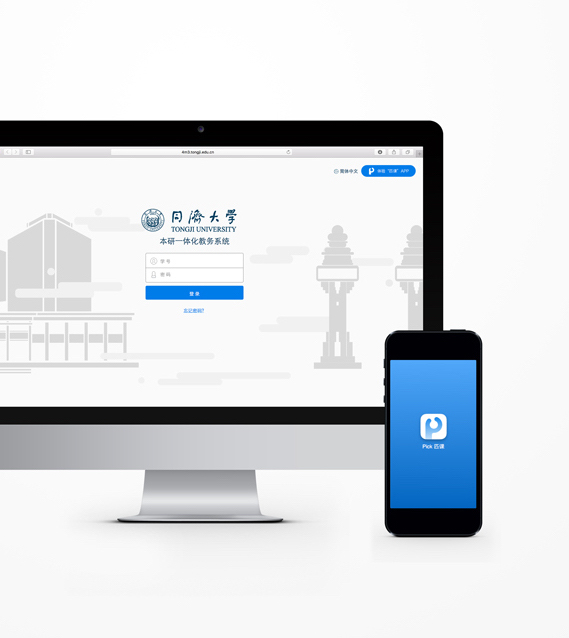 4m3.tongji.edu.cn
简体中文
体验“匹课”APP
同濟大学
TONGJI UNIVERSITY
本研一体化教务系统
学号
密码
登录
忘记密码?
Pick 匹课